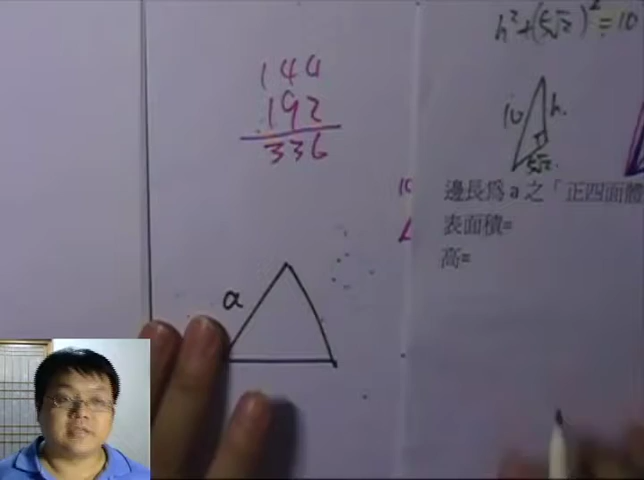 144
192
336
h²+(5√2)²=10
10
h
5√2
邊長為 a 之「正四面體
表面積=
高=
a